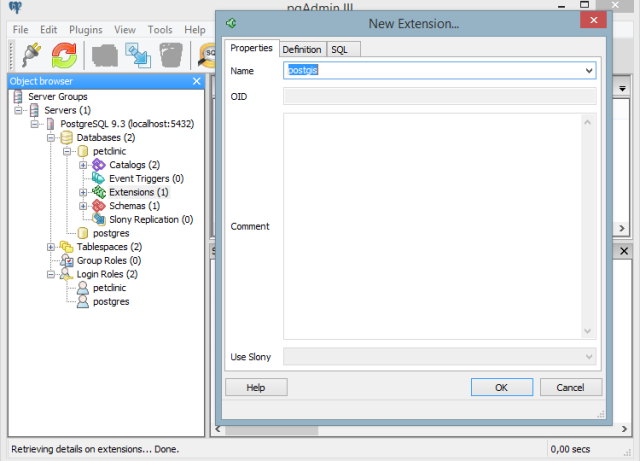 pgAdmin III
File Edit Plugins View Tools Help
SQL
Object browser
Server Groups
Servers (1)
PostgreSQL 9.3 (localhost:5432)
Databases (2)
petclinic
Catalogs (2)
Event Triggers (0)
Extensions (1)
Schemas (1)
Slony Replication (0)
postgres
Tablespaces (2)
Group Roles (0)
Login Roles (2)
petclinic
postgres
New Extension...
Properties Definition SQL
Name postgis
OID
Comment
Use Slony
Help OK Cancel
Retrieving details on extensions... Done. 0,00 secs